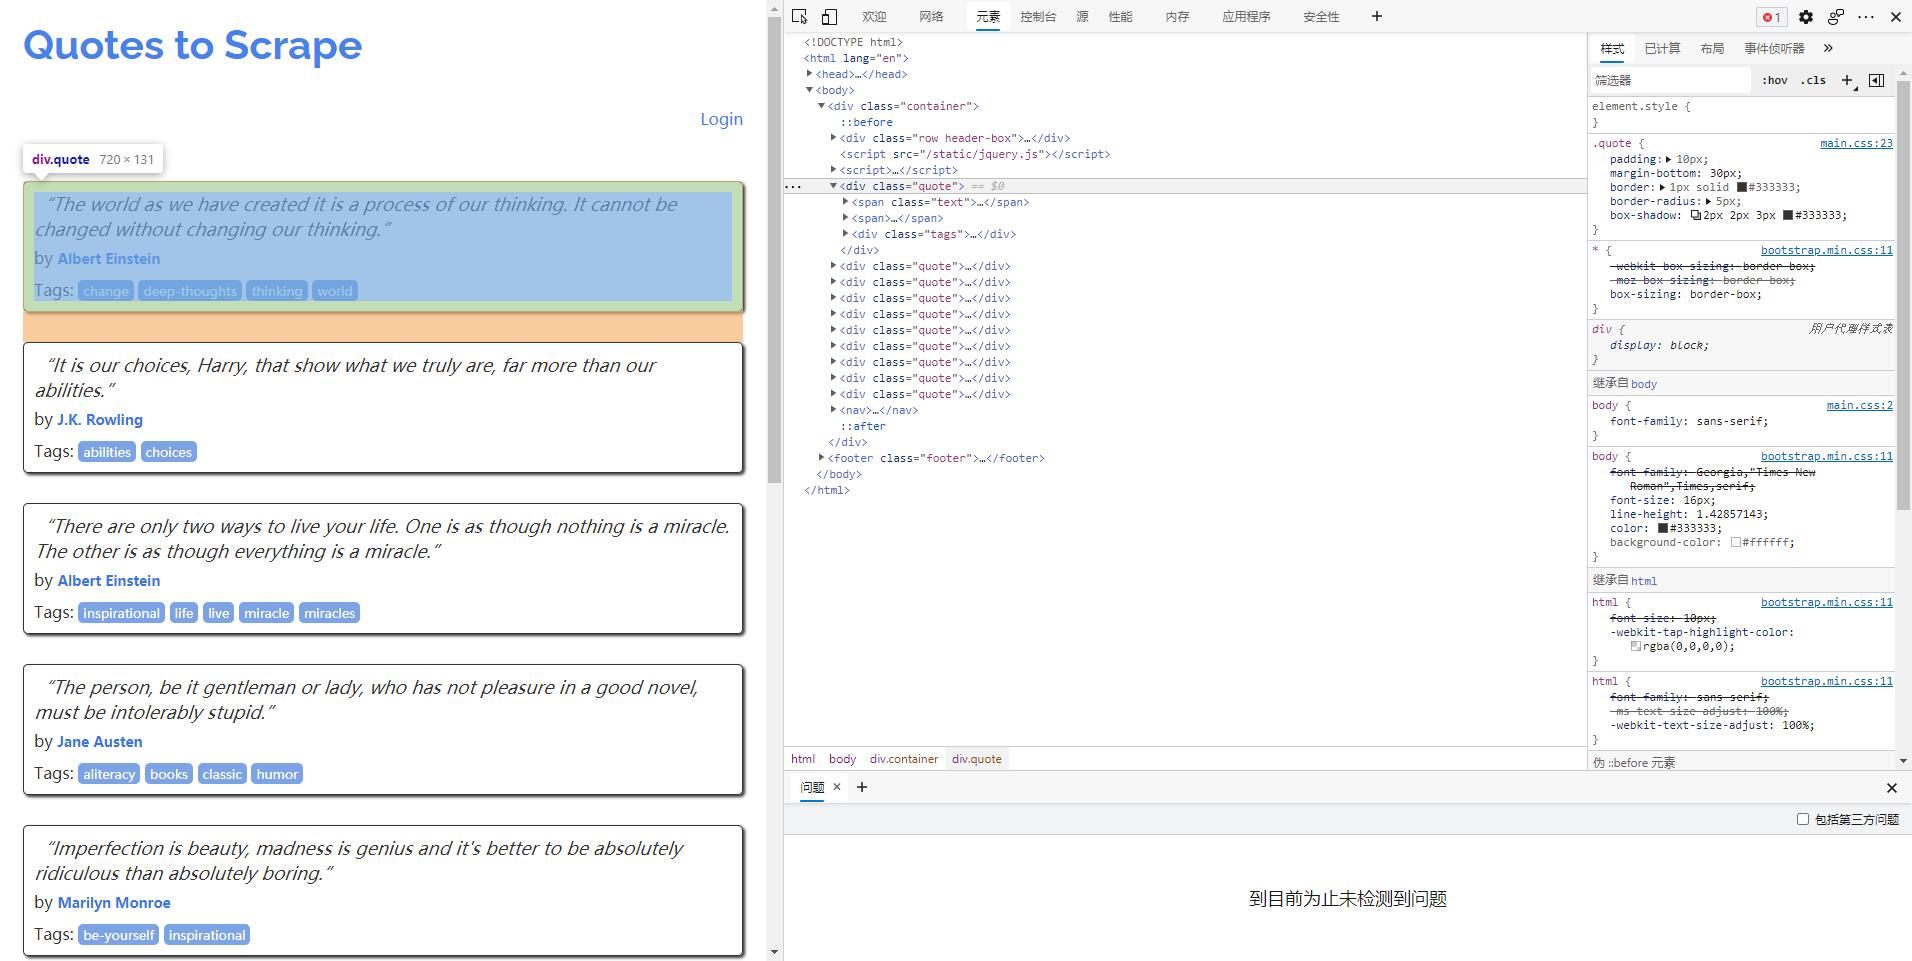 Quotes to Scrape
Login
div.quote 720 × 131
“The world as we have created it is a process of our thinking. It cannot be
changed without changing our thinking.”
by Albert Einstein
Tags: change deep-thoughts thinking world
“It is our choices, Harry, that show what we truly are, far more than our
abilities.”
by J.K. Rowling
Tags: abilities choices
“There are only two ways to live your life. One is as though nothing is a miracle.
The other is as though everything is a miracle.”
by Albert Einstein
Tags: inspirational life live miracle miracles
“The person, be it gentleman or lady, who has not pleasure in a good novel,
must be intolerably stupid.”
by Jane Austen
Tags: aliteracy books classic humor
“Imperfection is beauty, madness is genius and it's better to be absolutely
ridiculous than absolutely boring.”
by Marilyn Monroe
Tags: be-yourself inspirational
欢迎 网络 元素 控制台 源 性能 内存 应用程序 安全性 + 1
<!DOCTYPE html>
<html lang="en">
<head>…</head>
<body>
<div class="container">
::before
<div class="row header-box">…</div>
<script src="/static/jquery.js"></script>
<script>…</script>
··· <div class="quote"> == $0
<span class="text">…</span>
<span>…</span>
<div class="tags">…</div>
</div>
<div class="quote">…</div>
<div class="quote">…</div>
<div class="quote">…</div>
<div class="quote">…</div>
<div class="quote">…</div>
<div class="quote">…</div>
<div class="quote">…</div>
<div class="quote">…</div>
<div class="quote">…</div>
<nav>…</nav>
::after
</div>
<footer class="footer">…</footer>
</body>
</html>
html body div.container div.quote
样式 已计算 布局 事件侦听器 »
筛选器 :hov .cls +
element.style {
}
.quote { main.css:23
padding: 10px;
margin-bottom: 30px;
border: 1px solid #333333;
border-radius: 5px;
box-shadow: 2px 2px 3px #333333;
}
* { bootstrap.min.css:11
-webkit-box-sizing: border-box;
-moz-box-sizing: border-box;
box-sizing: border-box;
}
div { 用户代理样式表
display: block;
}
继承自 body
body { main.css:2
font-family: sans-serif;
}
body { bootstrap.min.css:11
font-family: Georgia,"Times New
Roman",Times,serif;
font-size: 16px;
line-height: 1.42857143;
color: #333333;
background-color: #ffffff;
}
继承自 html
html { bootstrap.min.css:11
font-size: 10px;
-webkit-tap-highlight-color:
rgba(0,0,0,0);
}
html { bootstrap.min.css:11
font-family: sans-serif;
-ms-text-size-adjust: 100%;
-webkit-text-size-adjust: 100%;
}
伪 ::before 元素
问题 × +
包括第三方问题
到目前为止未检测到问题